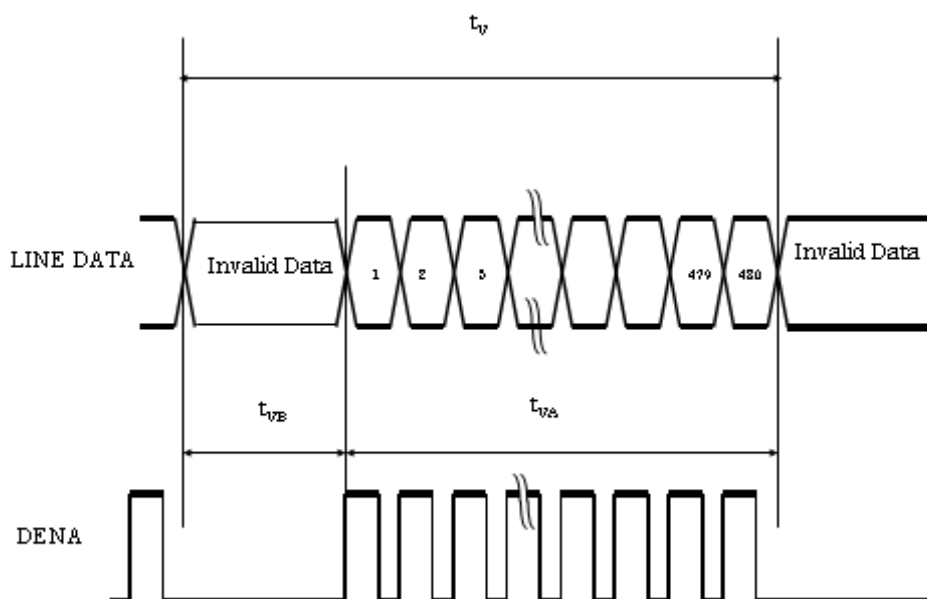 tV
LINE DATA
Invalid Data
1
2
3
479
480
Invalid Data
tVB
tVA
DENA